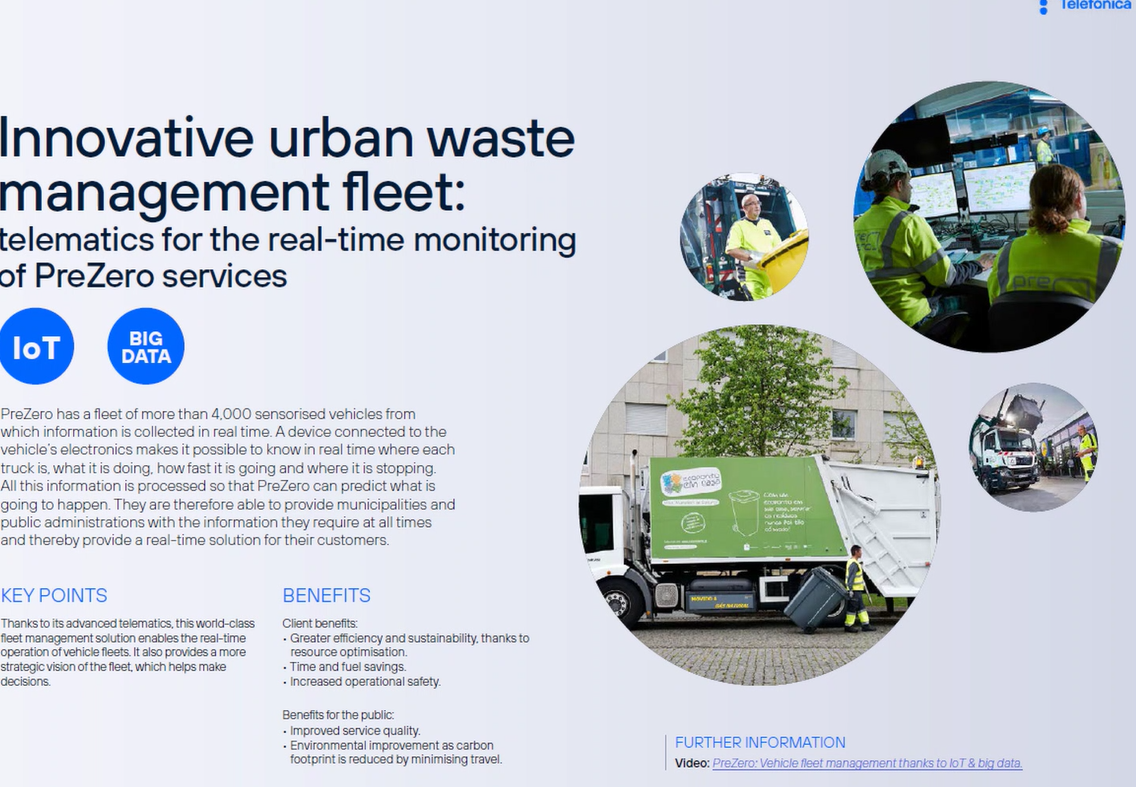 Telefónica
Innovative urban waste
management fleet:
telematics for the real-time monitoring
of PreZero services
IoT
BIG
DATA
PreZero has a fleet of more than 4,000 sensorised vehicles from
which information is collected in real time. A device connected to the
vehicle's electronics makes it possible to know in real time where each
truck is, what it is doing, how fast it is going and where it is stopping.
All this information is processed so that PreZero can predict what is
going to happen. They are therefore able to provide municipalities and
public administrations with the information they require at all times
and thereby provide a real-time solution for their customers.
KEY POINTS
Thanks to its advanced telematics, this world-class
fleet management solution enables the real-time
operation of vehicle fleets. It also provides a more
strategic vision of the fleet, which helps make
decisions.
BENEFITS
Client benefits:
• Greater efficiency and sustainability, thanks to
resource optimisation.
• Time and fuel savings.
• Increased operational safety.
Benefits for the public:
• Improved service quality.
• Environmental improvement as carbon
footprint is reduced by minimising travel.
pre
FURTHER INFORMATION
Video: PreZero: Vehicle fleet management thanks to IoT & big data.